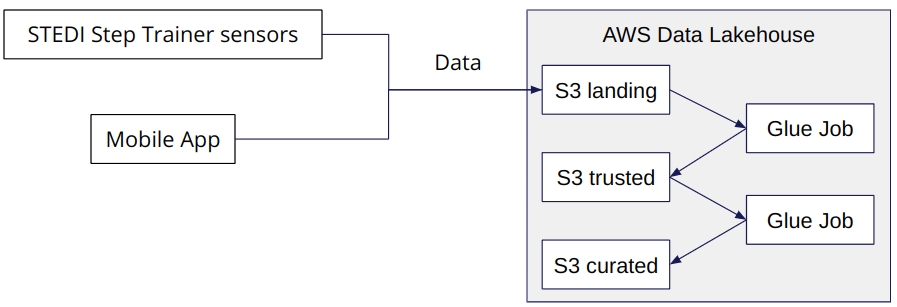 STEDI Step Trainer sensors
Mobile App
Data
AWS Data Lakehouse
S3 landing
Glue Job
S3 trusted
Glue Job
S3 curated